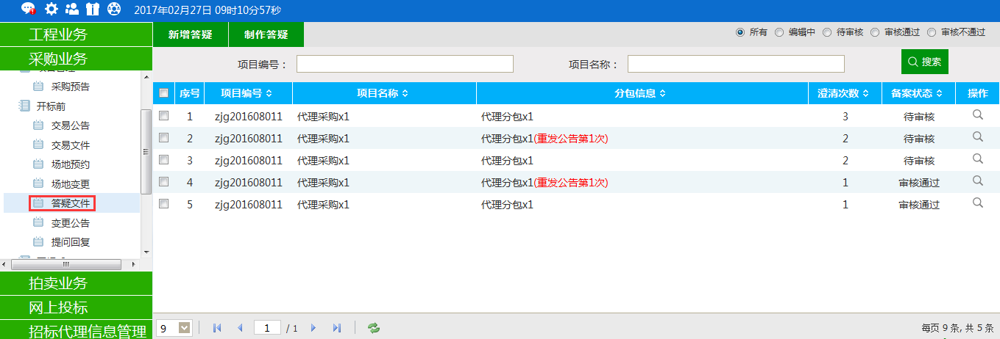 2017年02月27日 09时10分57秒
工程业务
采购业务
采购预告
开标前
交易公告
交易文件
场地预约
场地变更
答疑文件
变更公告
提问回复
拍卖业务
网上投标
招标代理信息管理
新增答疑 制作答疑 所有 编辑中 待审核 审核通过 审核不通过
项目编号： 项目名称： 搜索
序号 项目编号 项目名称 分包信息 澄清次数 备案状态 操作
1 zjg201608011 代理采购x1 代理分包x1 3 待审核
2 zjg201608011 代理采购x1 代理分包x1(重发公告第1次) 2 待审核
3 zjg201608011 代理采购x1 代理分包x1 2 待审核
4 zjg201608011 代理采购x1 代理分包x1(重发公告第1次) 1 审核通过
5 zjg201608011 代理采购x1 代理分包x1 1 审核通过
9 1 / 1 每页 9 条, 共 5 条